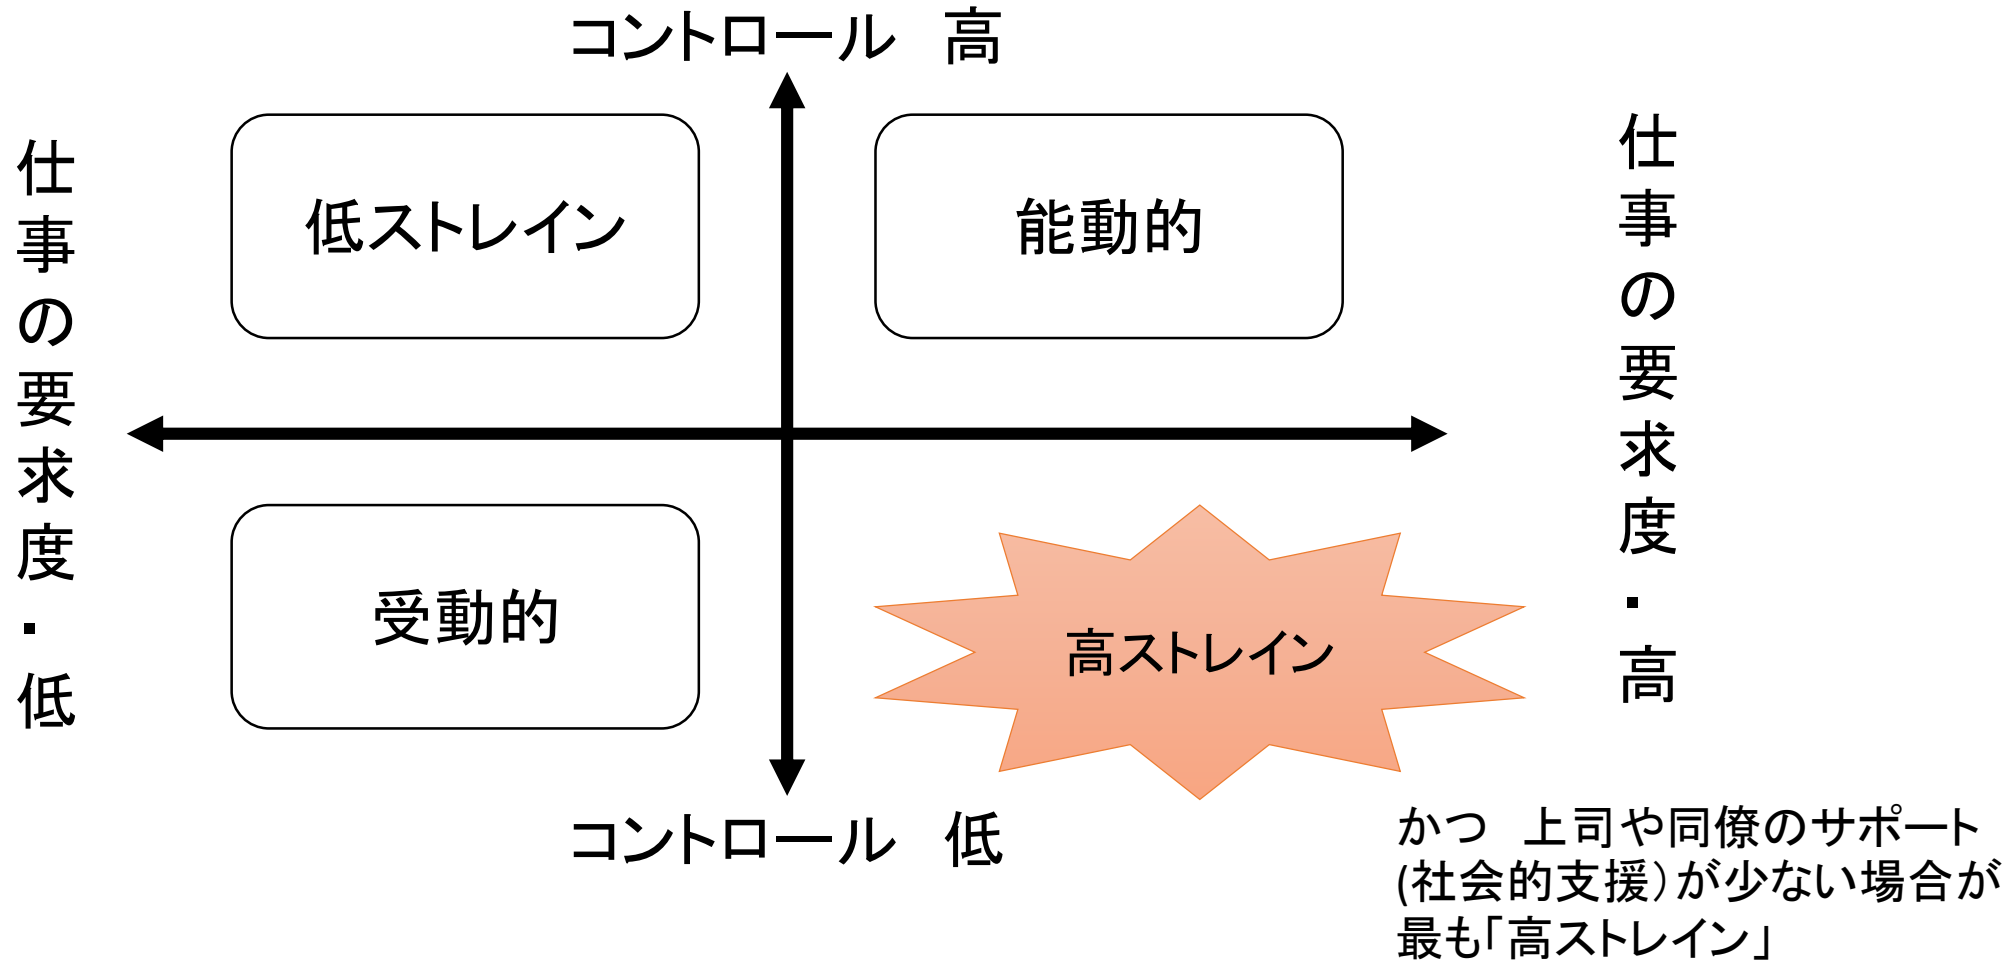 コントロール　高
仕事の要求度・低
低ストレイン
能動的
仕事の要求度・高
受動的
高ストレイン
コントロール　低
かつ　上司や同僚のサポート
(社会的支援）が少ない場合が
最も「高ストレイン」